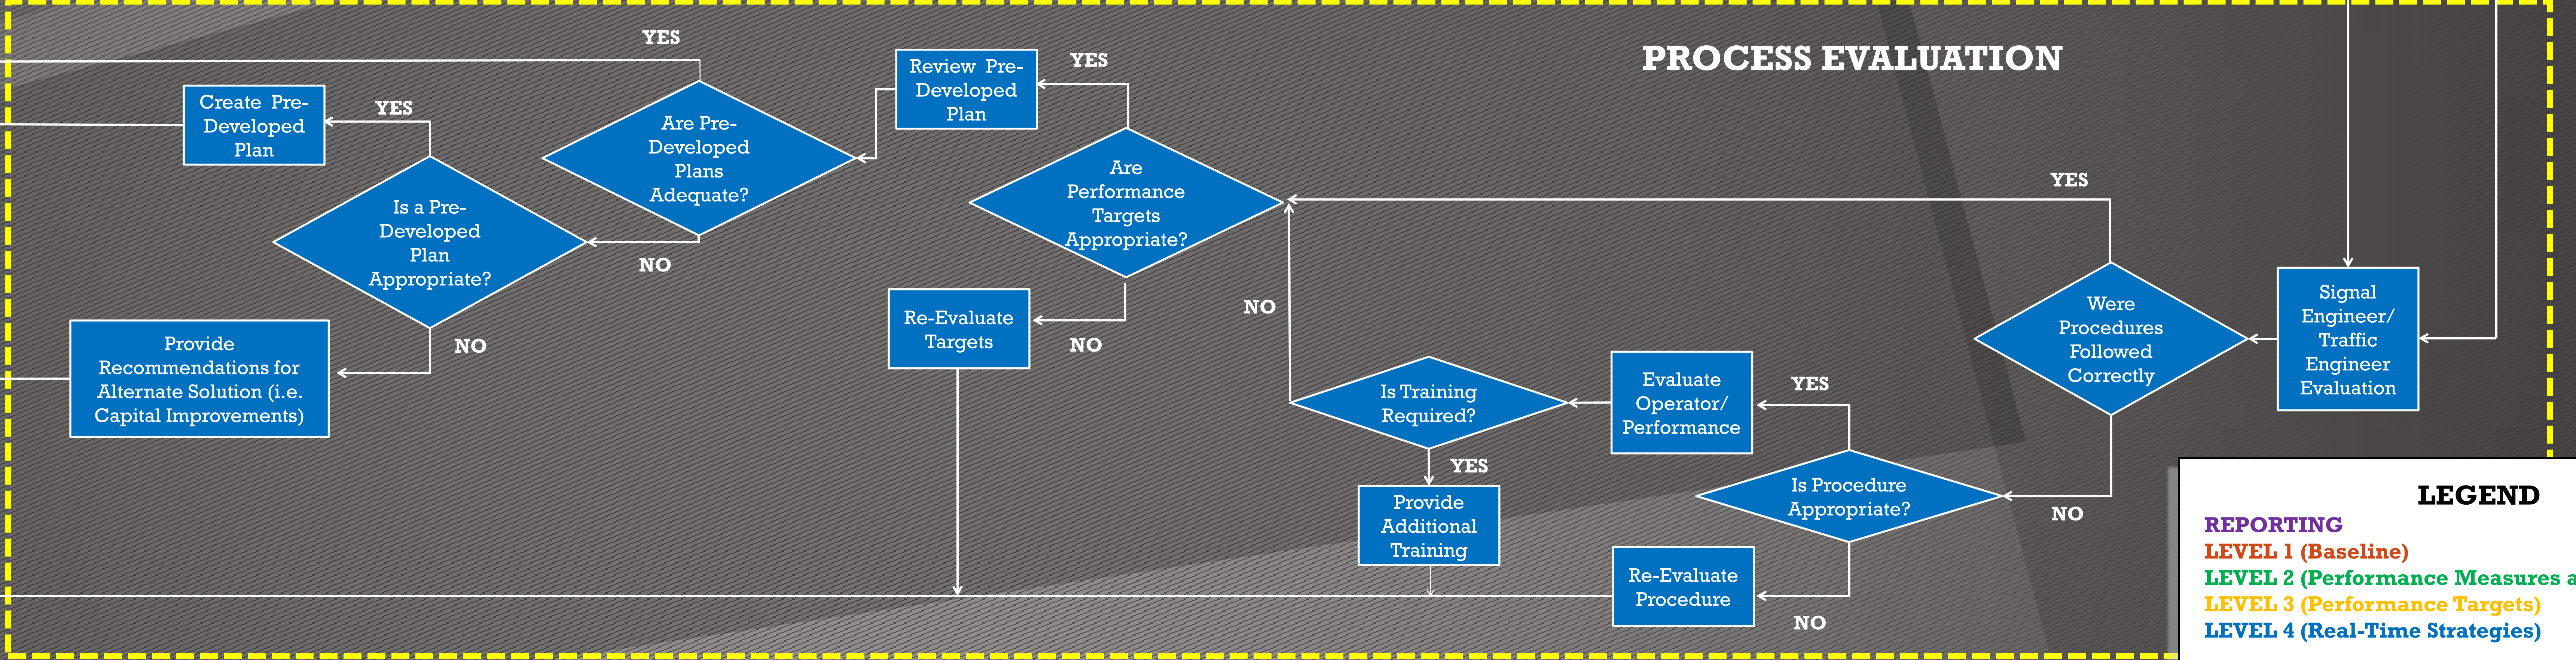 PROCESS EVALUATION
YES
Create Pre-
Developed
Plan
YES
Is a Pre-
Developed
Plan
Appropriate?
NO
Provide
Recommendations for
Alternate Solution (i.e.
Capital Improvements)
Are Pre-
Developed
Plans
Adequate?
NO
Review Pre-
Developed
Plan
YES
Are
Performance
Targets
Appropriate?
Re-Evaluate
Targets
NO
NO
Is Training
Required?
YES
Provide
Additional
Training
Evaluate
Operator/
Performance
YES
Is Procedure
Appropriate?
Re-Evaluate
Procedure
NO
YES
Were
Procedures
Followed
Correctly
NO
Signal
Engineer/
Traffic
Engineer
Evaluation
LEGEND
REPORTING
LEVEL 1 (Baseline)
LEVEL 2 (Performance Measures a
LEVEL 3 (Performance Targets)
LEVEL 4 (Real-Time Strategies)